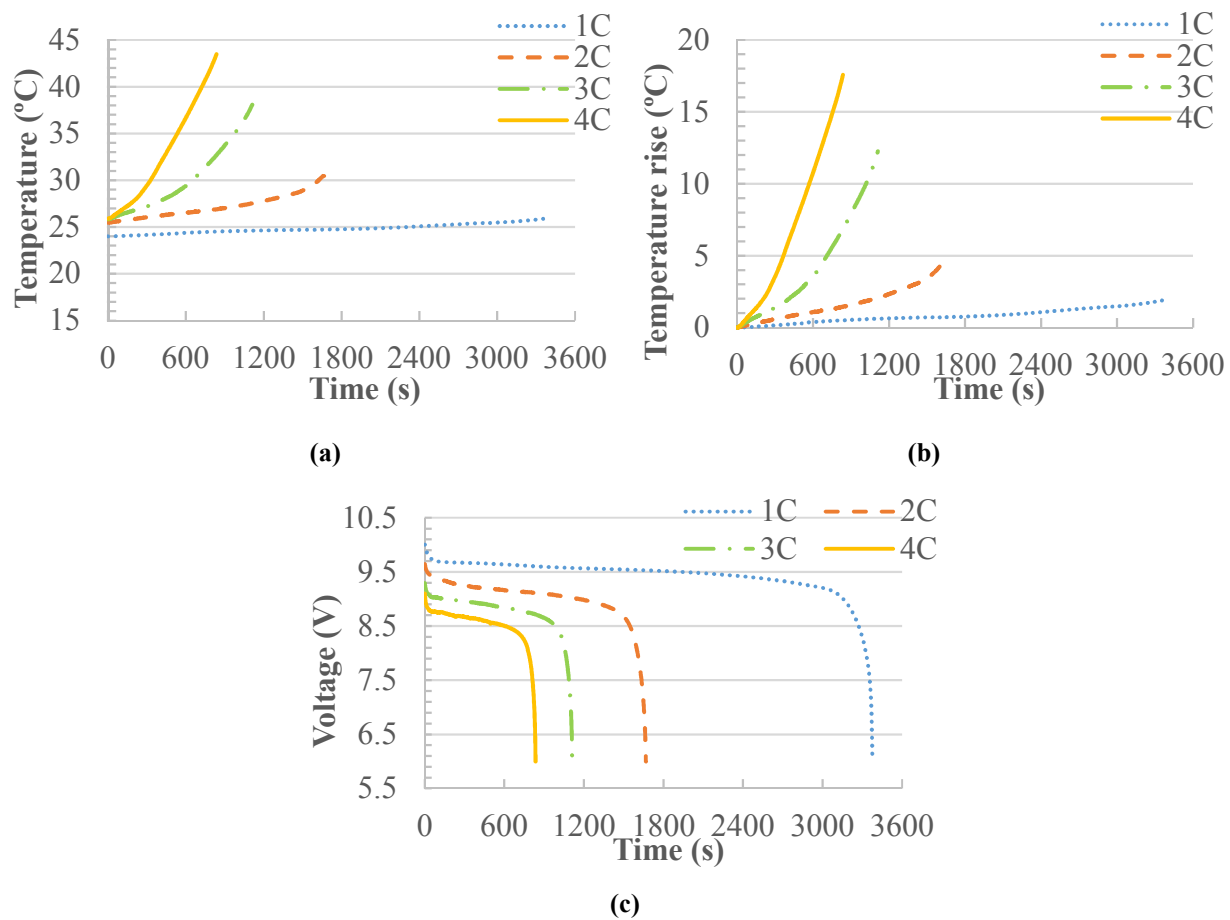 1C
2C
3C
4C
Temperature (ºC)
45
40
35
30
25
20
15
0 600 1200 1800 2400 3000 3600
Time (s)
(a)
1C
2C
3C
4C
Temperature rise (ºC)
20
15
10
5
0
0 600 1200 1800 2400 3000 3600
Time (s)
(b)
1C 2C
3C 4C
Voltage (V)
10.5
9.5
8.5
7.5
6.5
5.5
0 600 1200 1800 2400 3000 3600
Time (s)
(c)